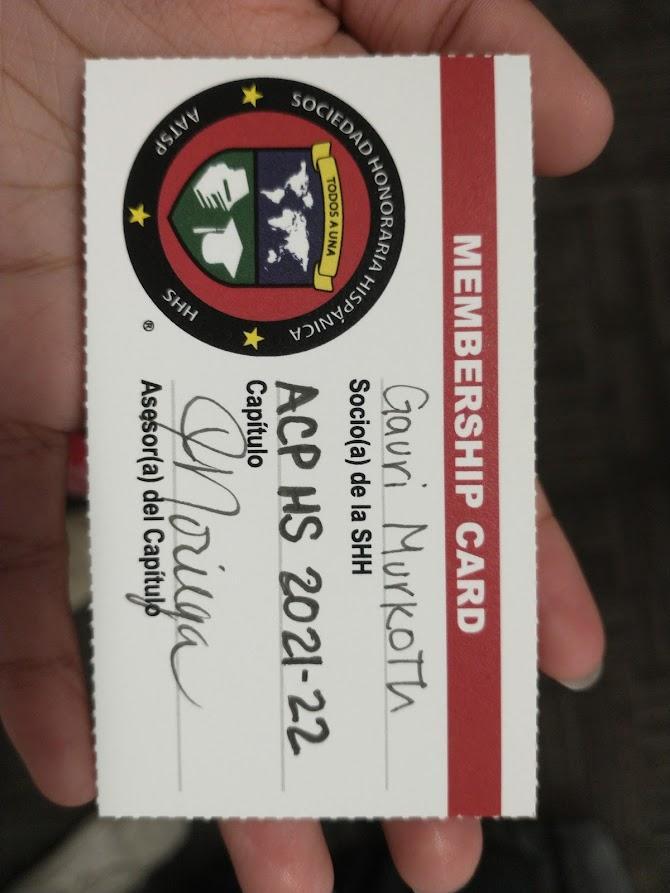 MEMBERSHIP CARD
SOCIEDAD HONORARIA HISPÁNICA
AATSP
HHS
®
TODOS A UNA
Gauri Murkoth
Socio(a) de la SHH
ACP HS 2021-22
Capítulo
Noriega
Asesor(a) del Capítulo